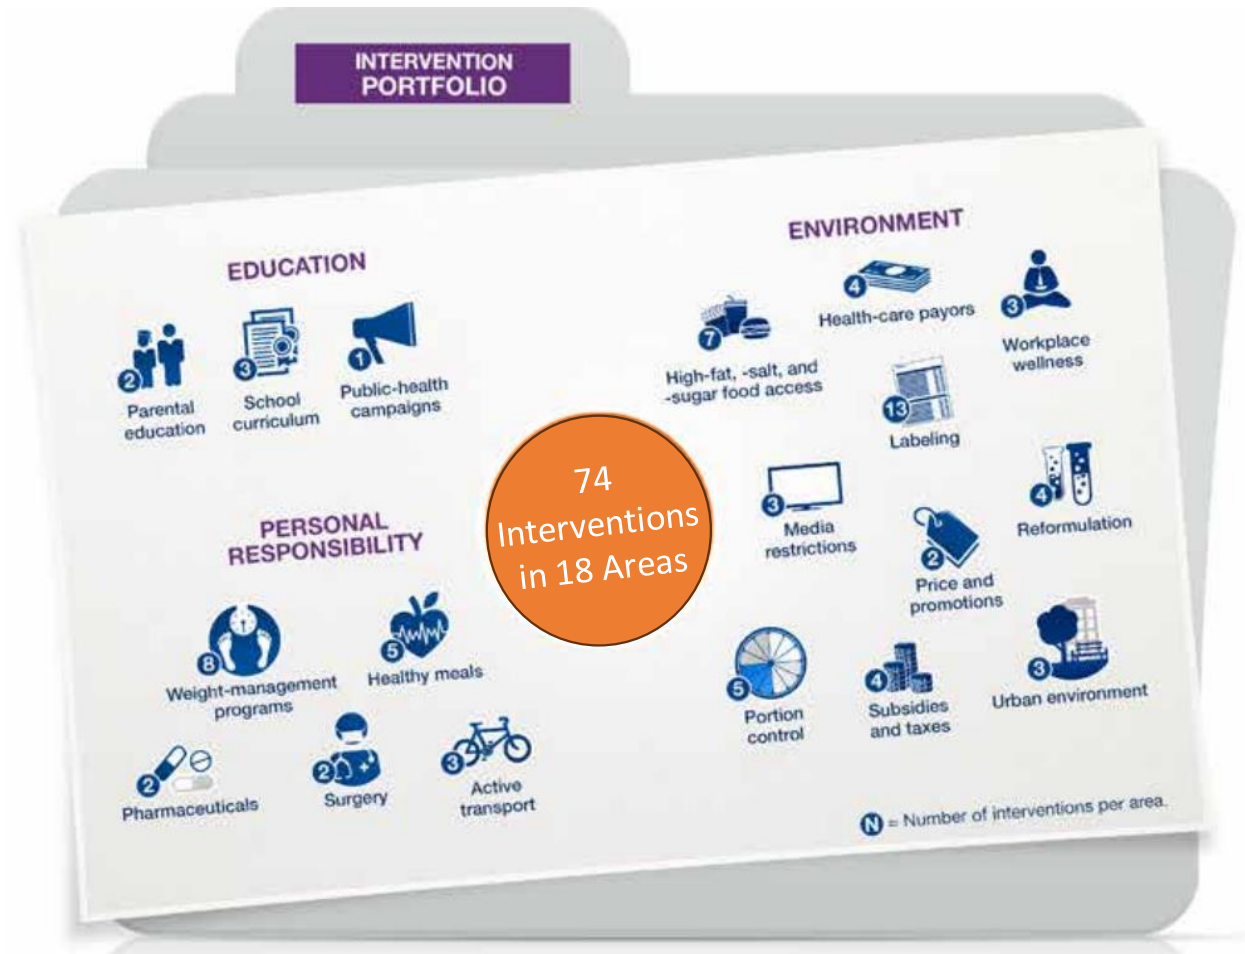 INTERVENTION
PORTFOLIO
EDUCATION
2
Parental
education
3
School
curriculum
1
Public-health
campaigns
PERSONAL
RESPONSIBILITY
8
Weight-management
programs
5
Healthy meals
2
Pharmaceuticals
2
Surgery
3
Active
transport
74
Interventions
in 18 Areas
ENVIRONMENT
7
High-fat, -salt, and
-sugar food access
4
Health-care payors
3
Workplace
wellness
13
Labeling
3
Media
restrictions
2
Price and
promotions
4
Reformulation
5
Portion
control
4
Subsidies
and taxes
3
Urban environment
N = Number of interventions per area.